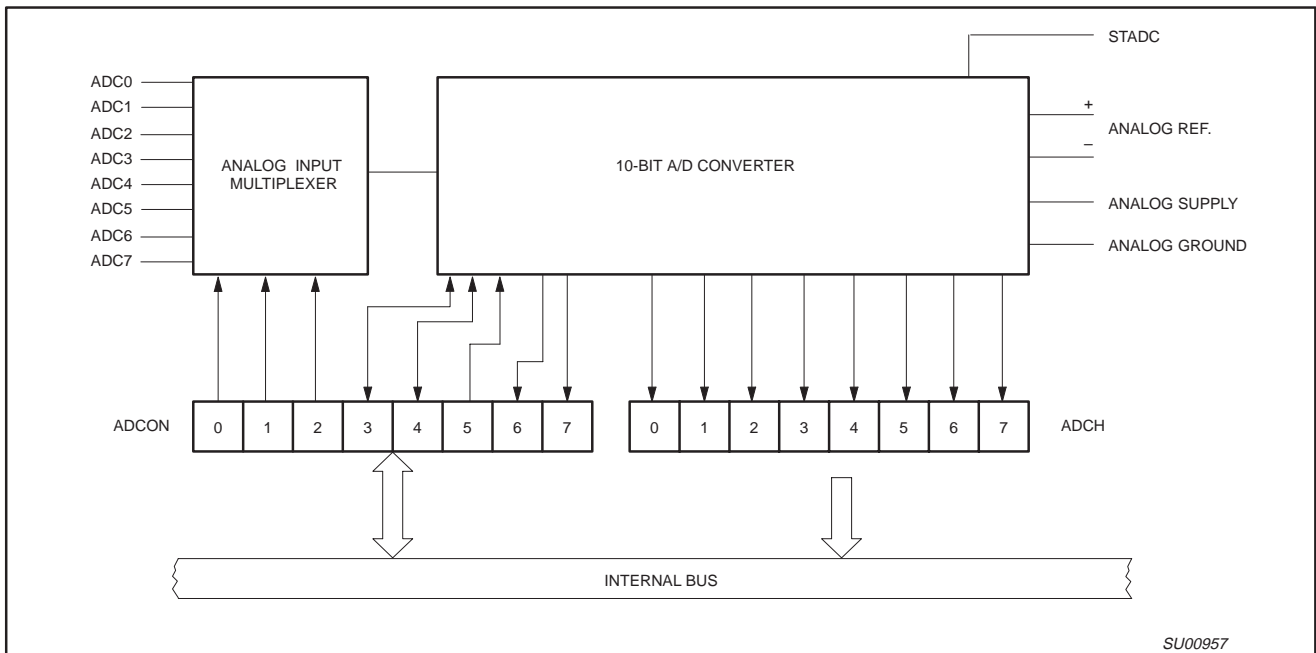 STADC
ADC0
ADC1
ADC2
ADC3
ADC4
ADC5
ADC6
ADC7
ANALOG INPUT
MULTIPLEXER
10-BIT A/D CONVERTER
+
ANALOG REF.
–
ANALOG SUPPLY
ANALOG GROUND
ADCON 0 1 2 3 4 5 6 7
0 1 2 3 4 5 6 7 ADCH
INTERNAL BUS
SU00957